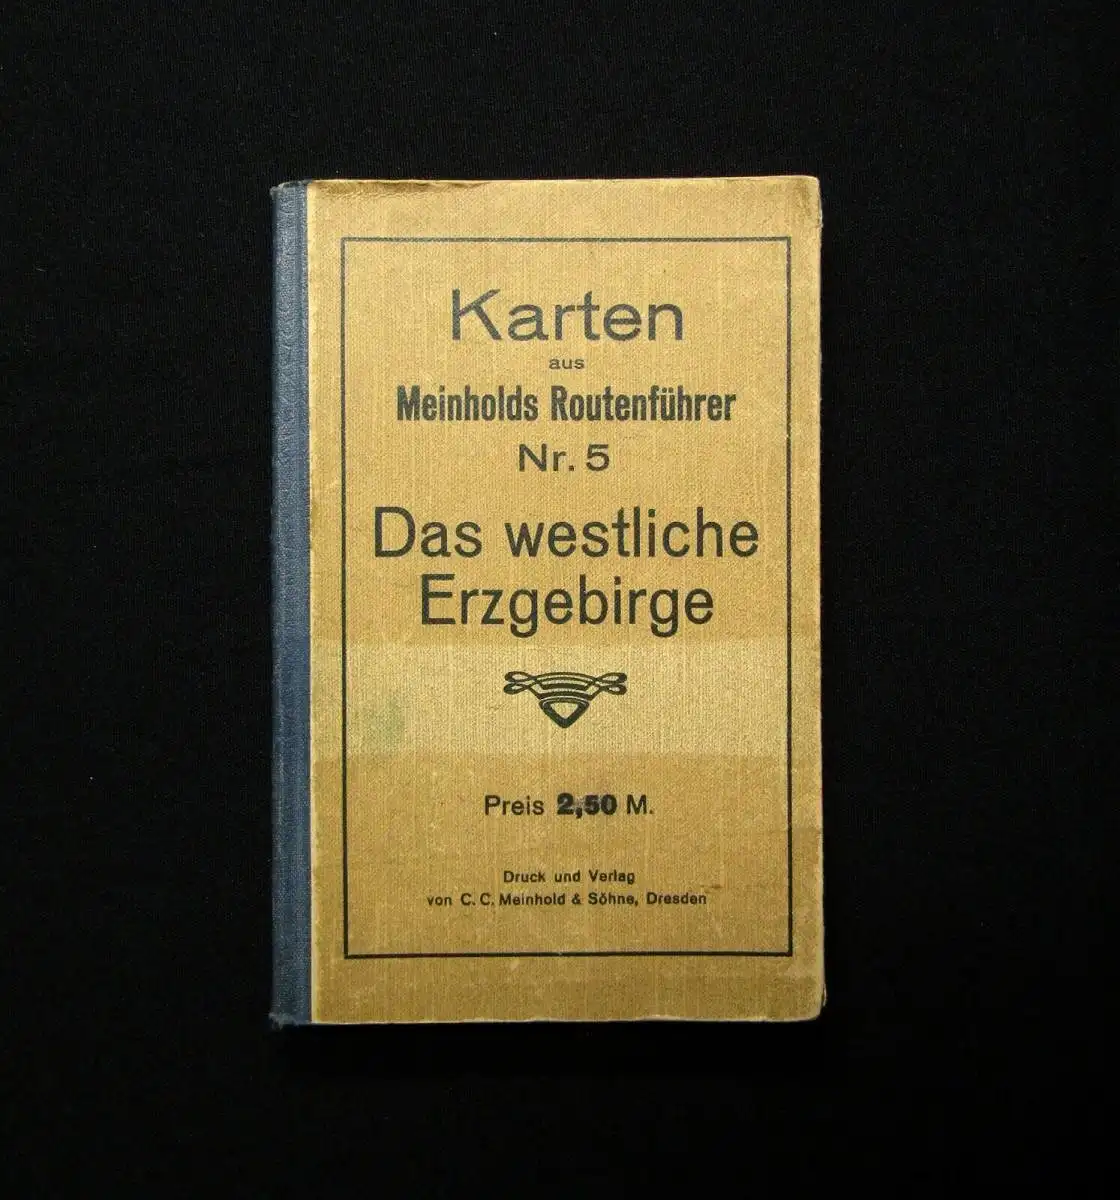 Karten
aus
Meinholds Routenführer
Nr. 5
Das westliche
Erzgebirge
Preis 2,50 M.
Druck und Verlag
von C. C. Meinhold & Söhne, Dresden